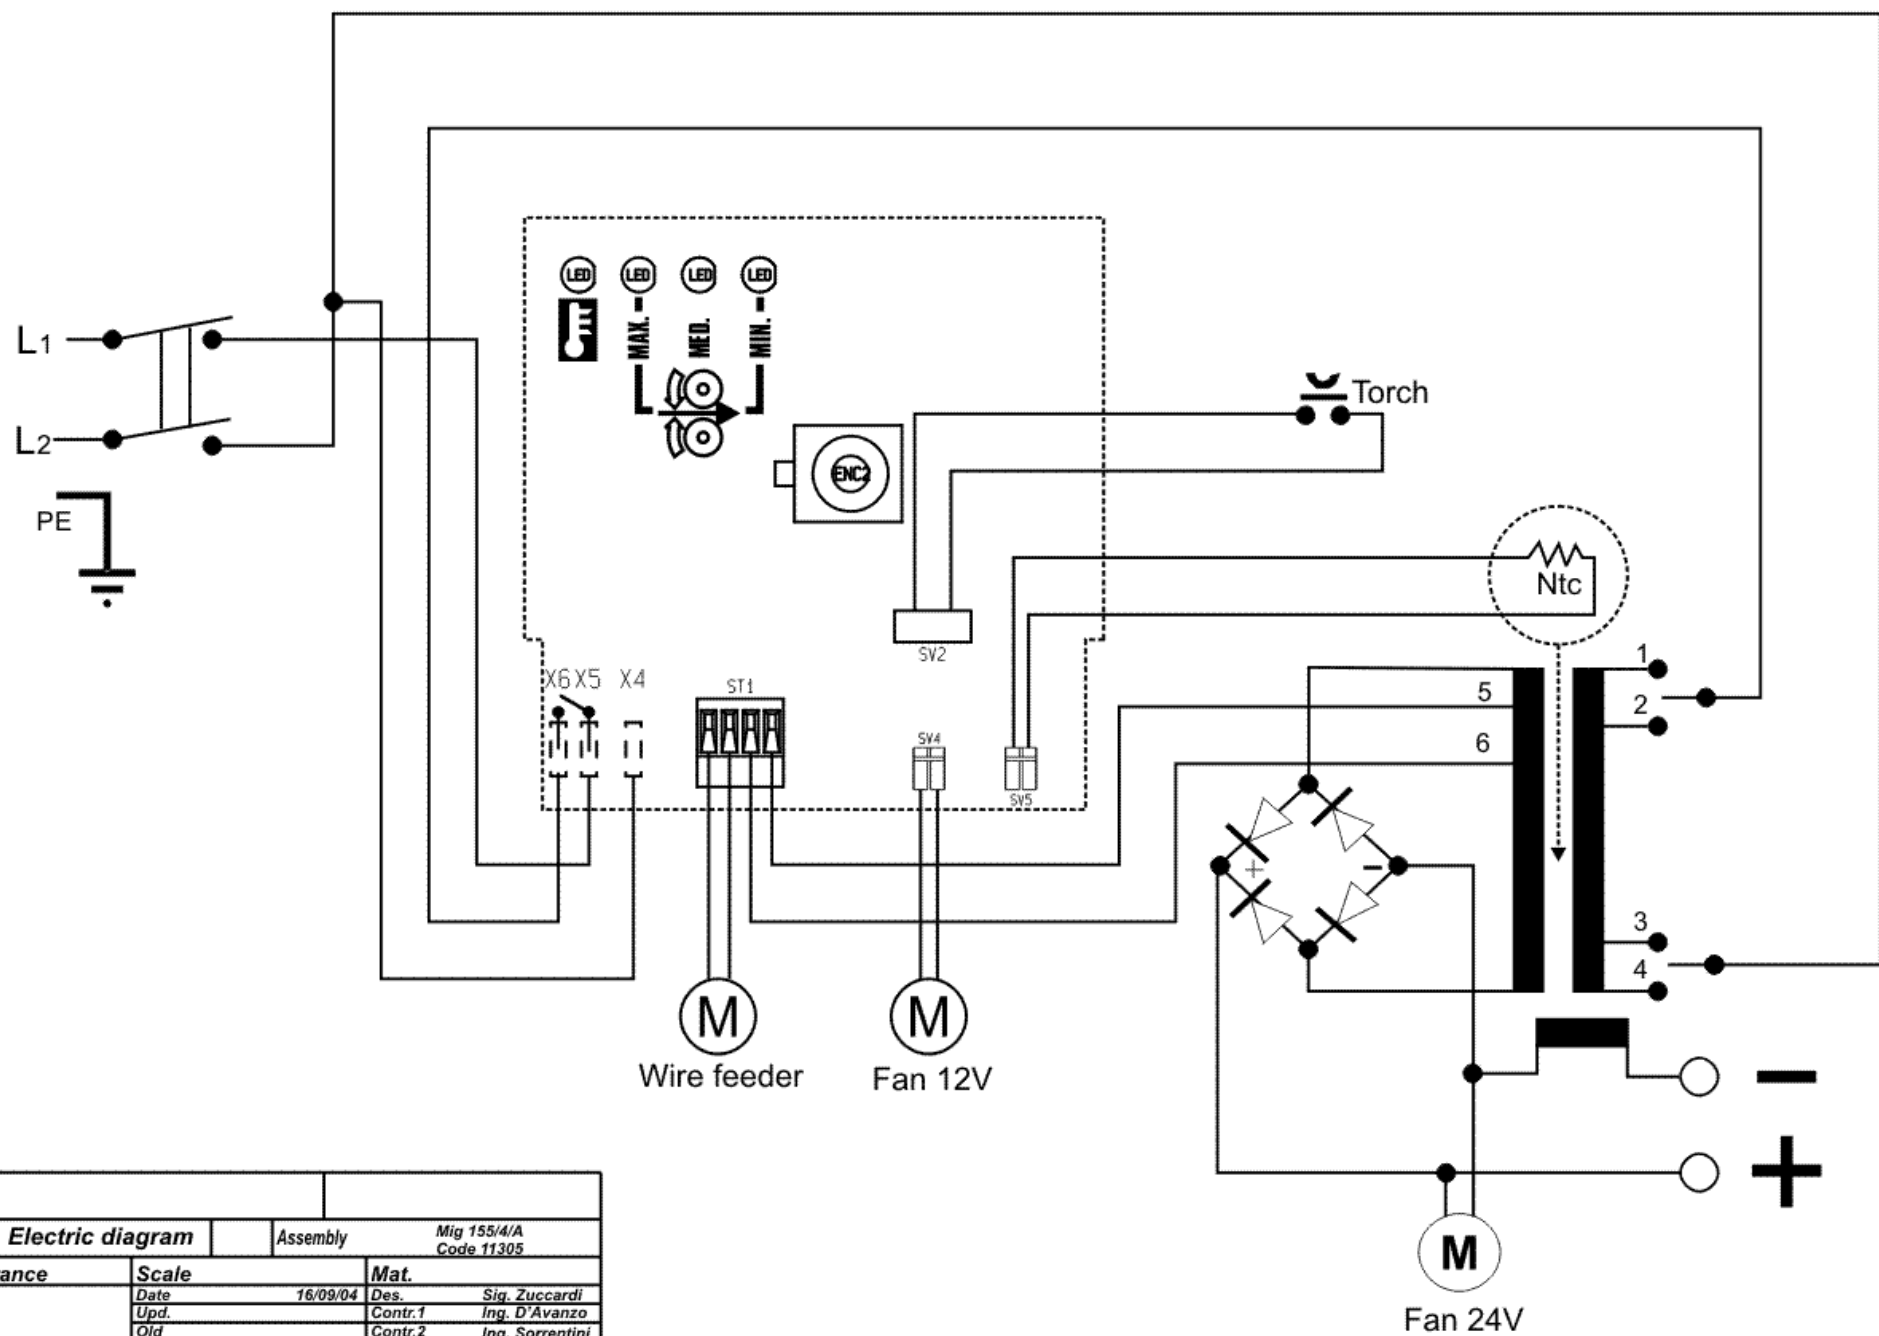 LED LED LED LED
MAX. MED. MIN.
L1
Torch
L2
ENC2
PE
Ntc
SV2
1
X6 X5 X4
ST1
5
2
6
SV4
SV5
+
−
3
4
M
M
Wire feeder
Fan 12V
−
+
M
Fan 24V
Electric diagram
Assembly
Mig 155/4/A
Code 11305
Scale
Mat.
Date 16/09/04
Des. Sig. Zuccardi
Upd.
Contr.1 Ing. D'Avanzo
Old
Contr.2 Ing. Sorrentini